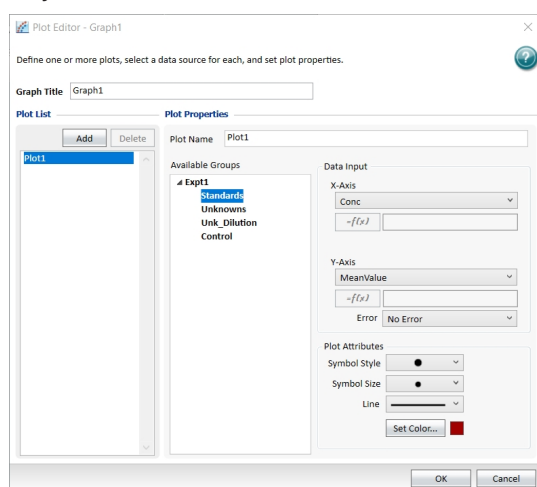 Plot Editor - Graph1
Define one or more plots, select a data source for each, and set plot properties.
?
Graph Title Graph1
Plot List
Add Delete
Plot1
Plot Properties
Plot Name Plot1
Available Groups
Expt1
Standards
Unknowns
Unk_Dilution
Control
Data Input
X-Axis
Conc
=f(x)
Y-Axis
MeanValue
=f(x)
Error No Error
Plot Attributes
Symbol Style
Symbol Size
Line
Set Color...
OK Cancel